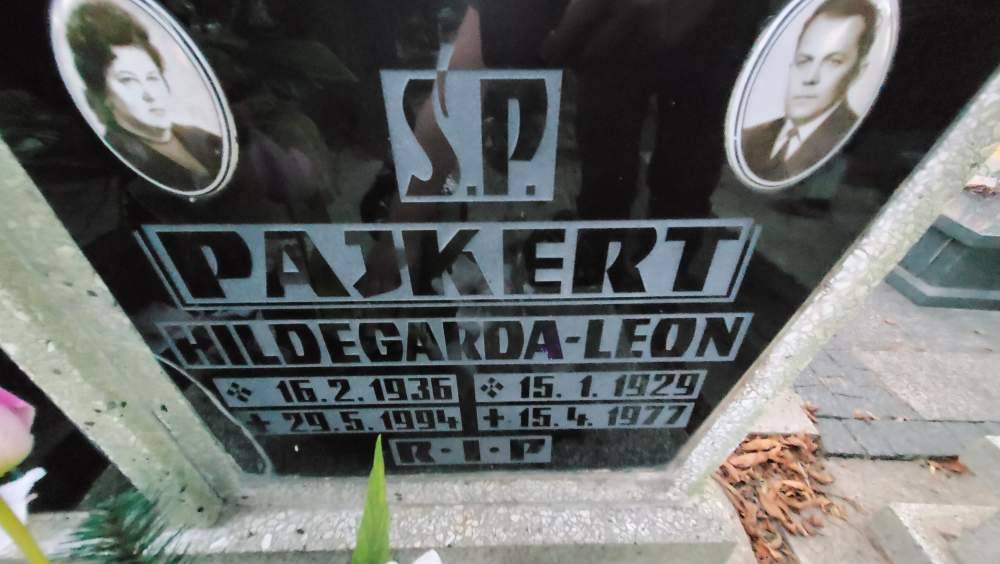 S.P.
PAJKERT
HILDEGARDA-LEON
16.2.1936 15.1.1929
+ 29.5.1994 + 15.4.1977
R·I·P